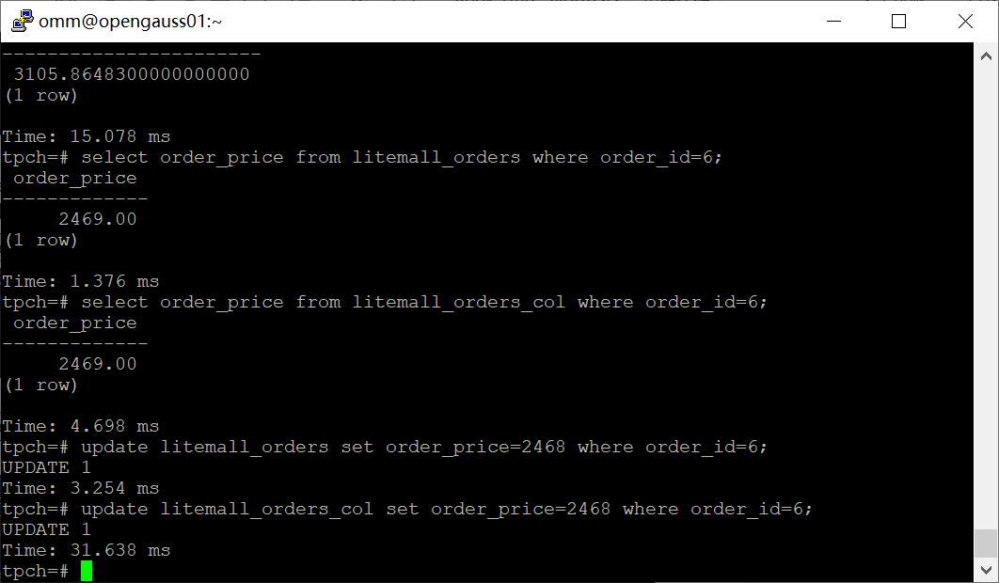 omm@opengauss01:~
-----------------------
3105.8648300000000000
(1 row)
Time: 15.078 ms
tpch=# select order_price from litemall_orders where order_id=6;
order_price
-------------
2469.00
(1 row)
Time: 1.376 ms
tpch=# select order_price from litemall_orders_col where order_id=6;
order_price
-------------
2469.00
(1 row)
Time: 4.698 ms
tpch=# update litemall_orders set order_price=2468 where order_id=6;
UPDATE 1
Time: 3.254 ms
tpch=# update litemall_orders_col set order_price=2468 where order_id=6;
UPDATE 1
Time: 31.638 ms
tpch=#